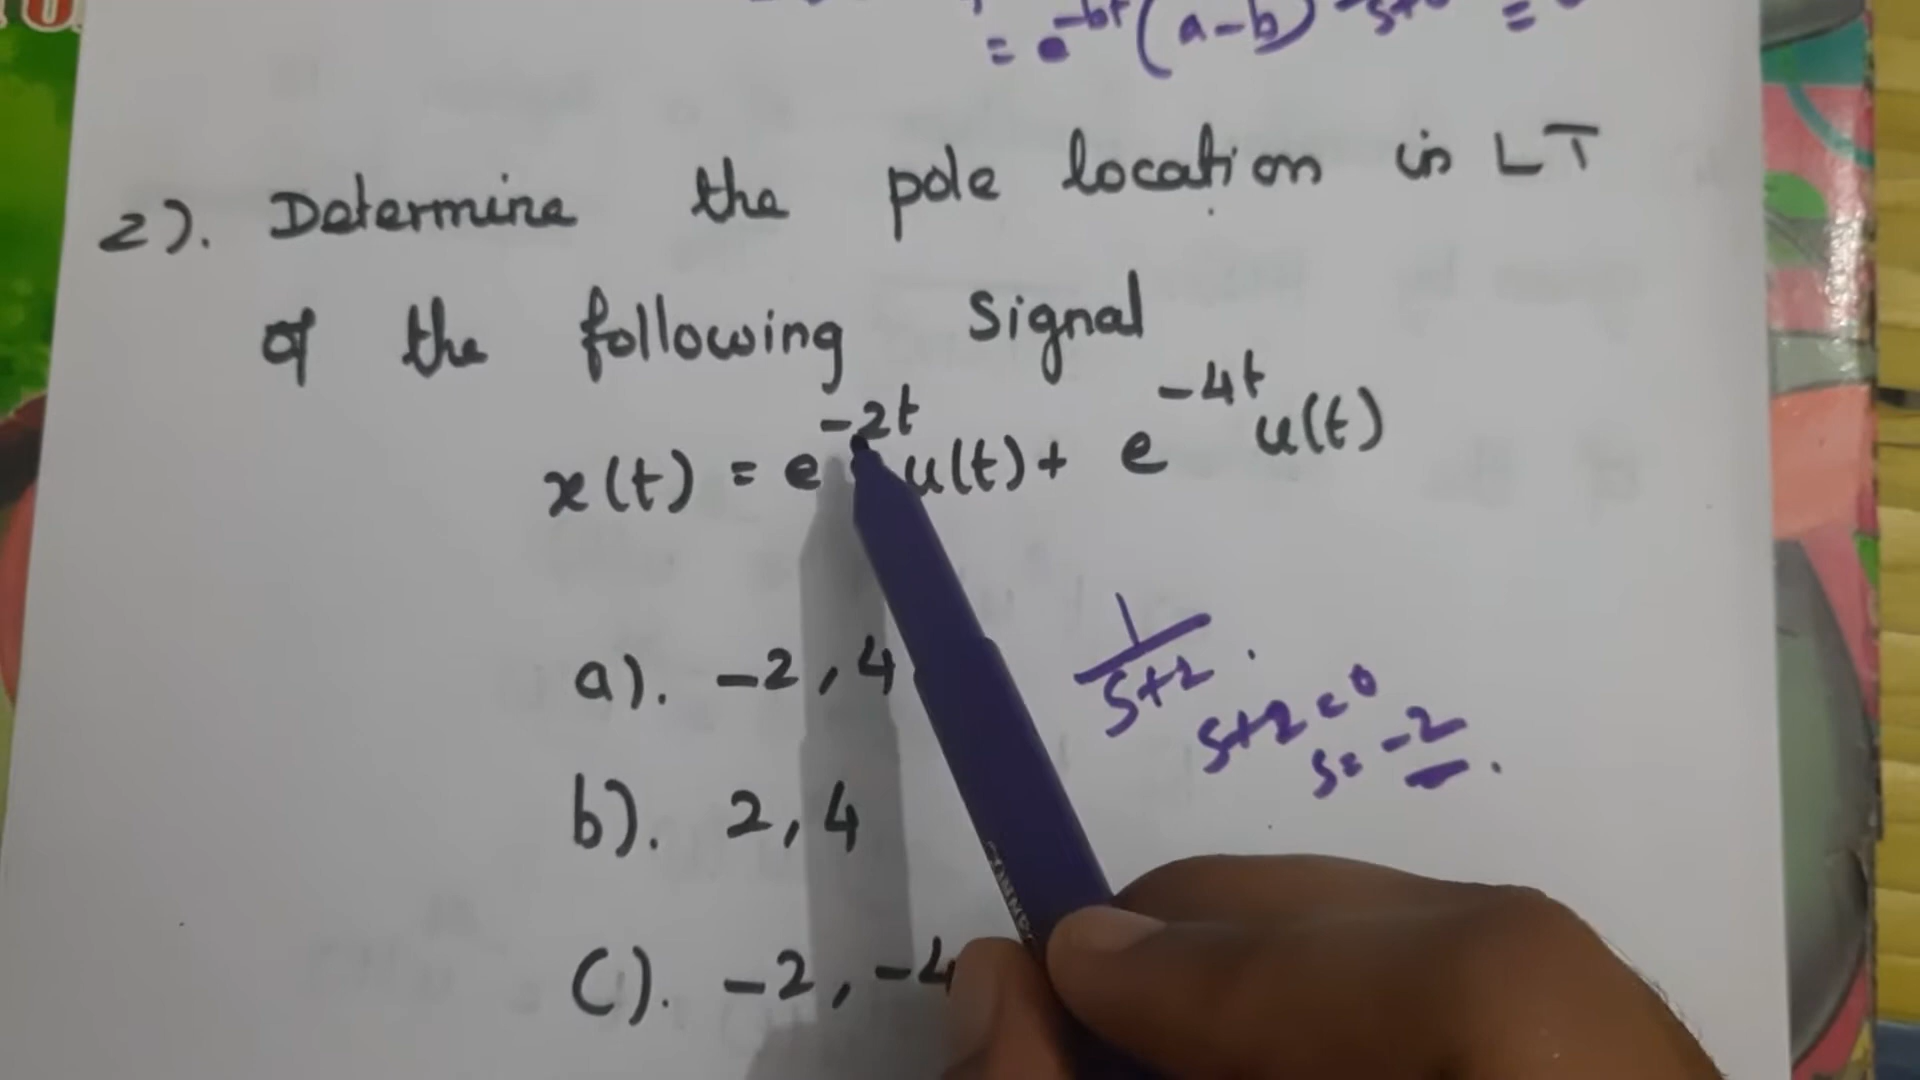 = e^-bt (a-b)
2). Determine the pole location in LT
of the following signal
x(t) = e^-2t u(t) + e^-4t u(t)
a). -2, 4
b). 2, 4
c). -2, -4
1/s+2 .
s+2=0
s= -2 .